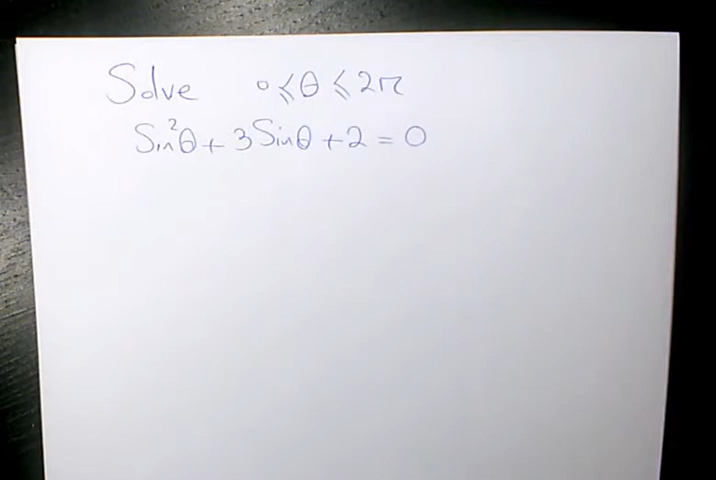 Solve 0⩽θ⩽2π
Sin²θ + 3Sinθ + 2 = 0